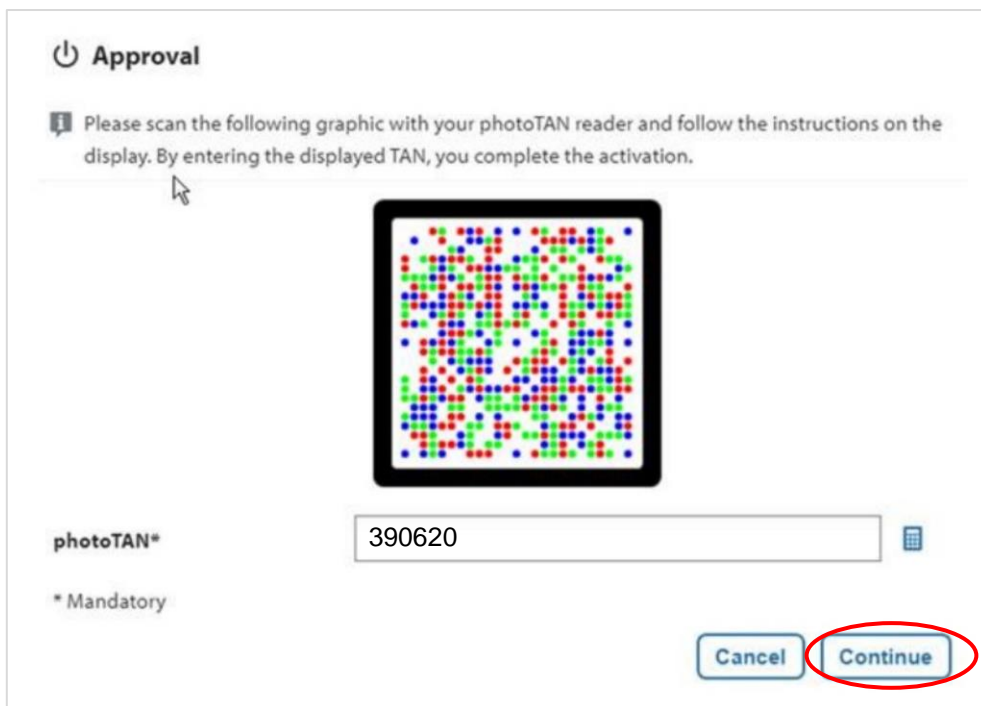 Approval
Please scan the following graphic with your photoTAN reader and follow the instructions on the
display. By entering the displayed TAN, you complete the activation.
photoTAN* 390620
* Mandatory
Cancel Continue